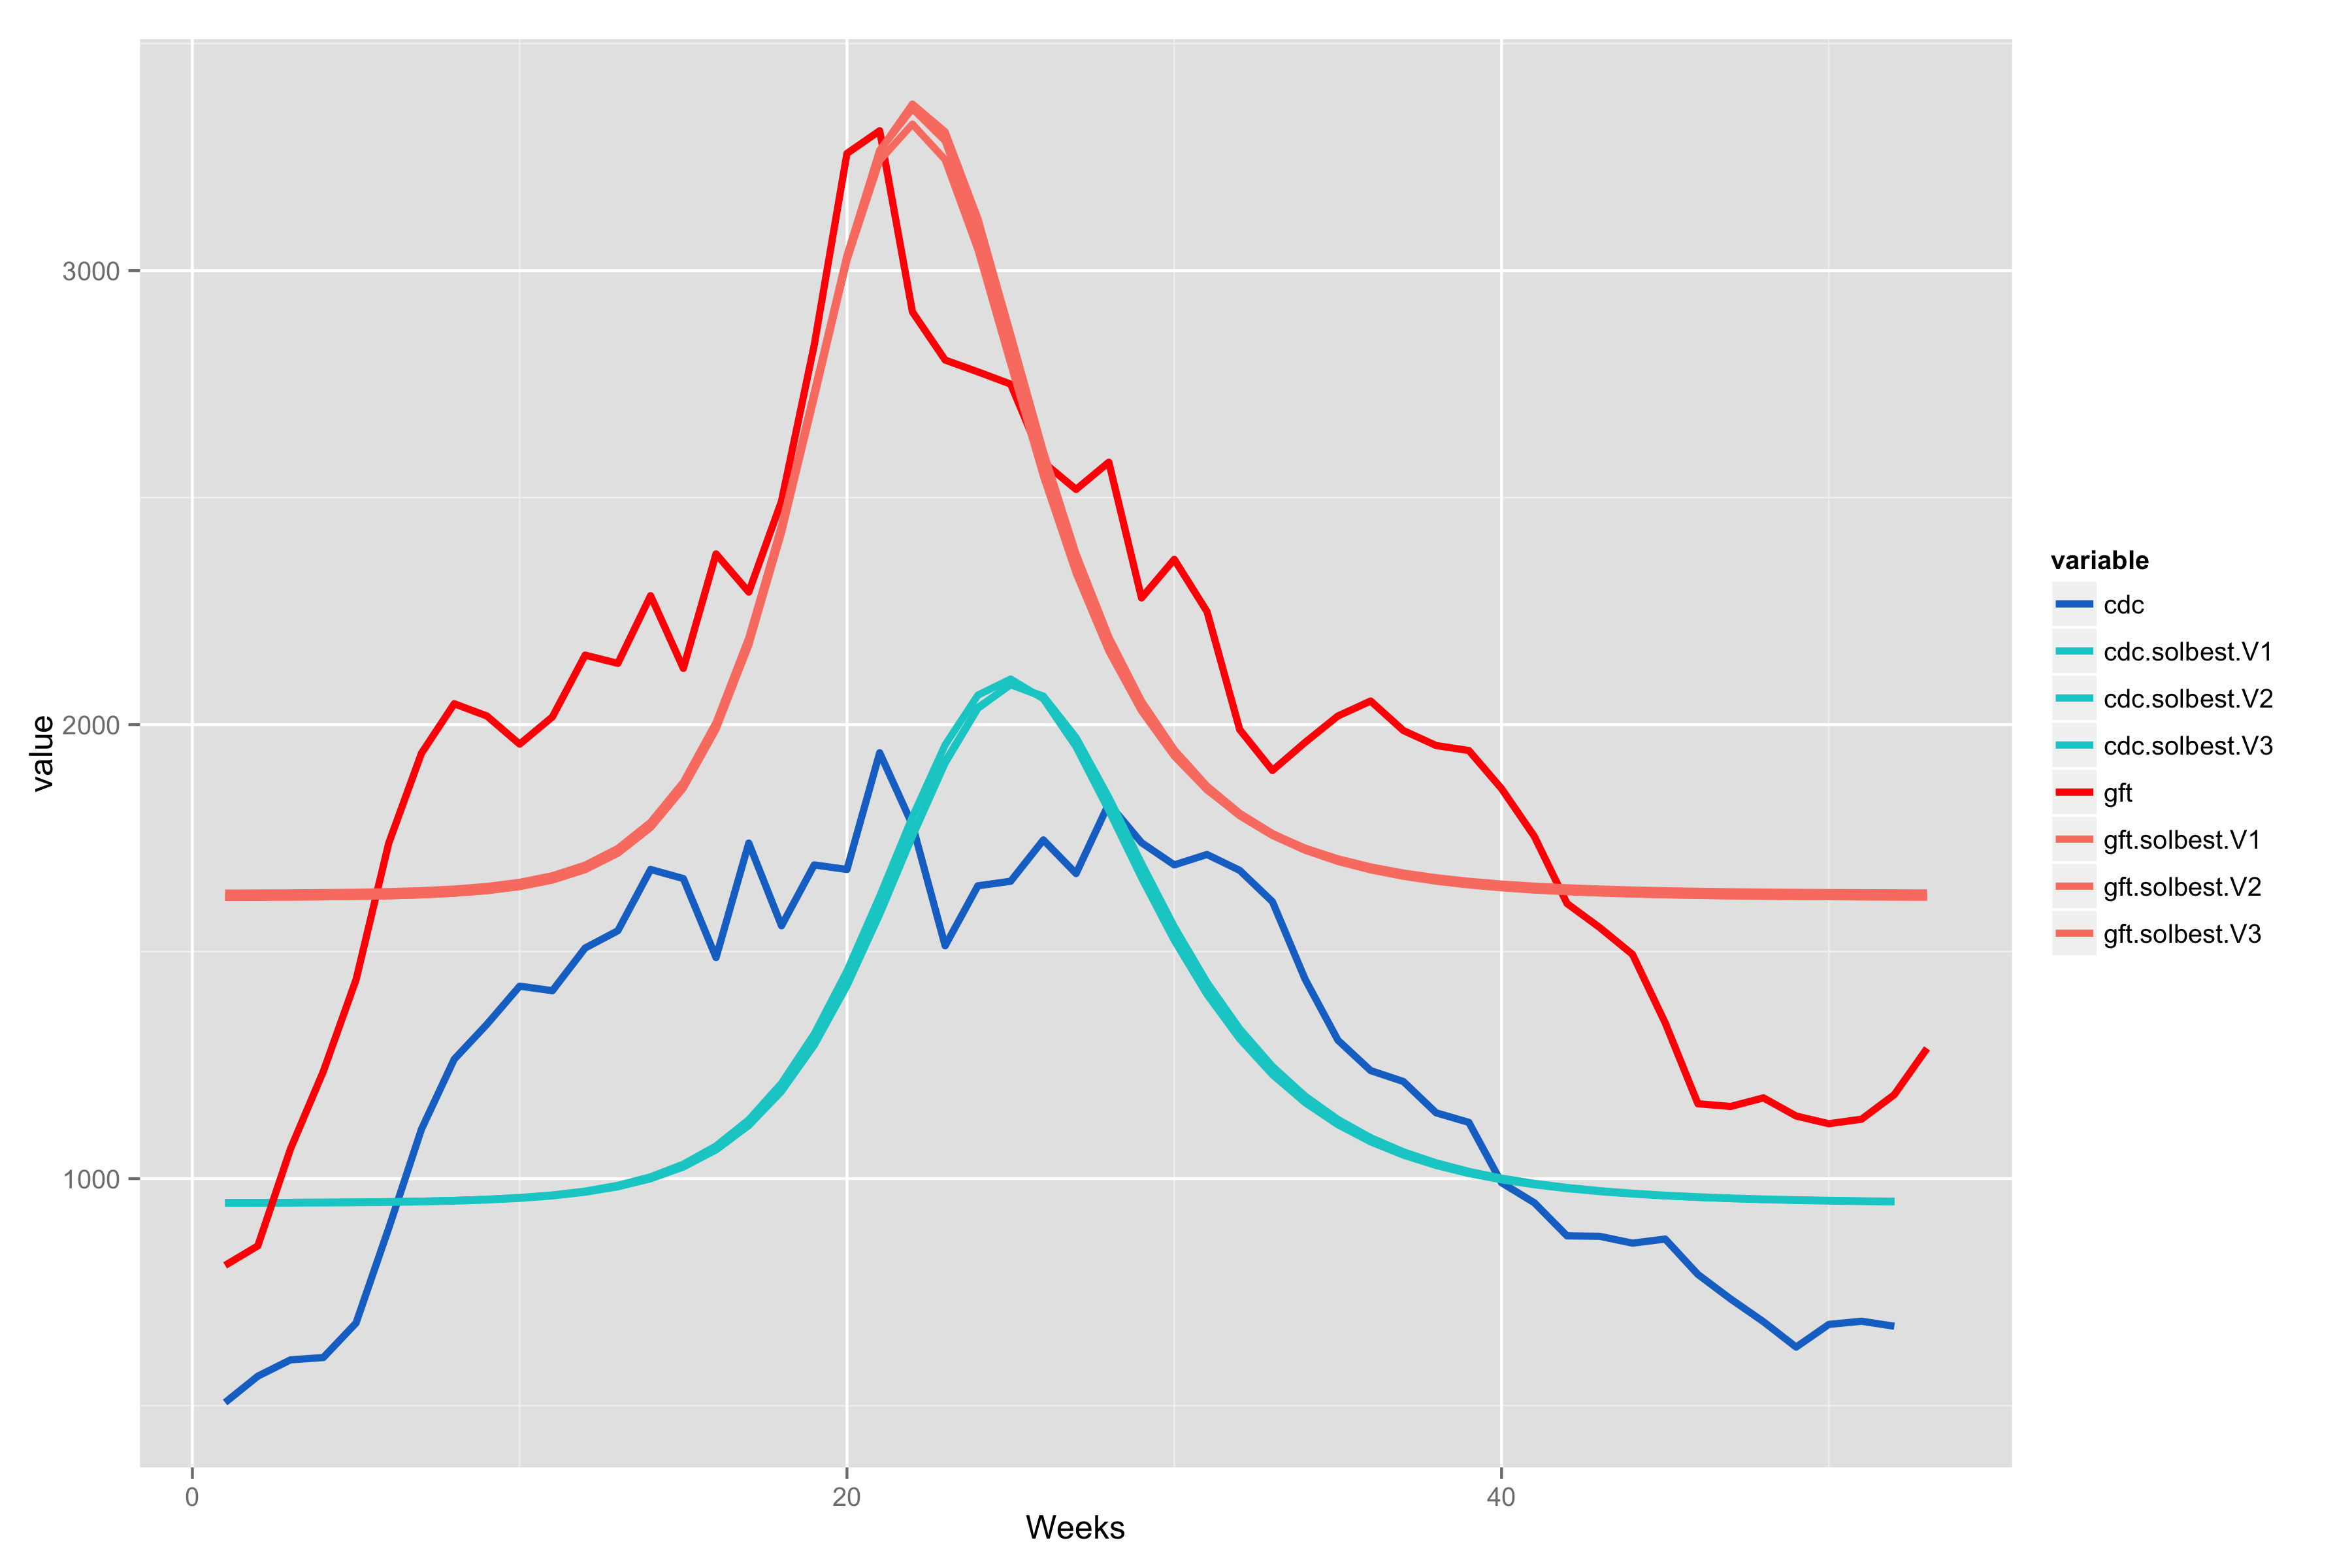 3000
2000
1000
value
0
20
40
Weeks
variable
cdc
cdc.solbest.V1
cdc.solbest.V2
cdc.solbest.V3
gft
gft.solbest.V1
gft.solbest.V2
gft.solbest.V3